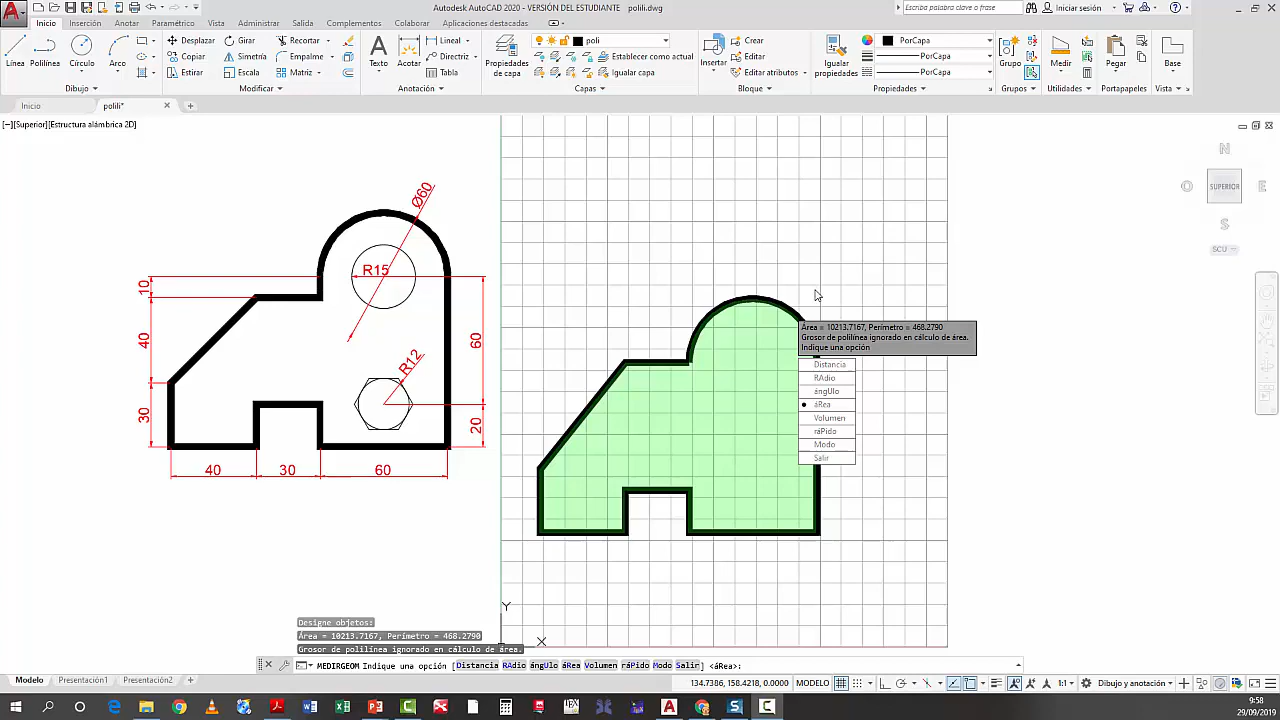 Autodesk AutoCAD 2020 - VERSIÓN DEL ESTUDIANTE polili.dwg
Escriba palabra clave o frase
Iniciar sesión
Inicio Inserción Anotar Paramétrico Vista Administrar Salida Complementos Colaborar Aplicaciones destacadas
Línea Polilínea Círculo Arco
Desplazar Girar Recortar
Copiar Simetría Empalme
Estirar Escala Matriz
Texto Acotar
Lineal
Directriz
Tabla
Propiedades de capa
poli
Establecer como actual
Igualar capa
Insertar
Crear
Editar
Editar atributos
Igualar propiedades
PorCapa
PorCapa
PorCapa
Grupo Medir Pegar Base
Dibujo Modificar Anotación Capas Bloque Propiedades Grupos Utilidades Portapapeles Vista
Inicio polili*
[−][Superior][Estructura alámbrica 2D]
N
O SUPERIOR E
S
SCU
Ø60
R15
10
40
60
R12
30
20
40 30 60
Área = 10213.7167, Perímetro = 468.2790
Grosor de polilínea ignorado en cálculo de área.
Indique una opción
Distancia
RAdio
ángUlo
áRea
Volumen
ráPido
Modo
Salir
Y
X
Designe objetos:
Área = 10213.7167, Perímetro = 468.2790
Grosor de polilínea ignorado en cálculo de área.
MEDIRGEOM Indique una opción [Distancia RAdio ángUlo áRea Volumen ráPido Modo Salir] <áRea>:
Modelo Presentación1 Presentación2
134.7386, 158.4218, 0.0000 MODELO
1:1
Dibujo y anotación
9:58
29/09/2019